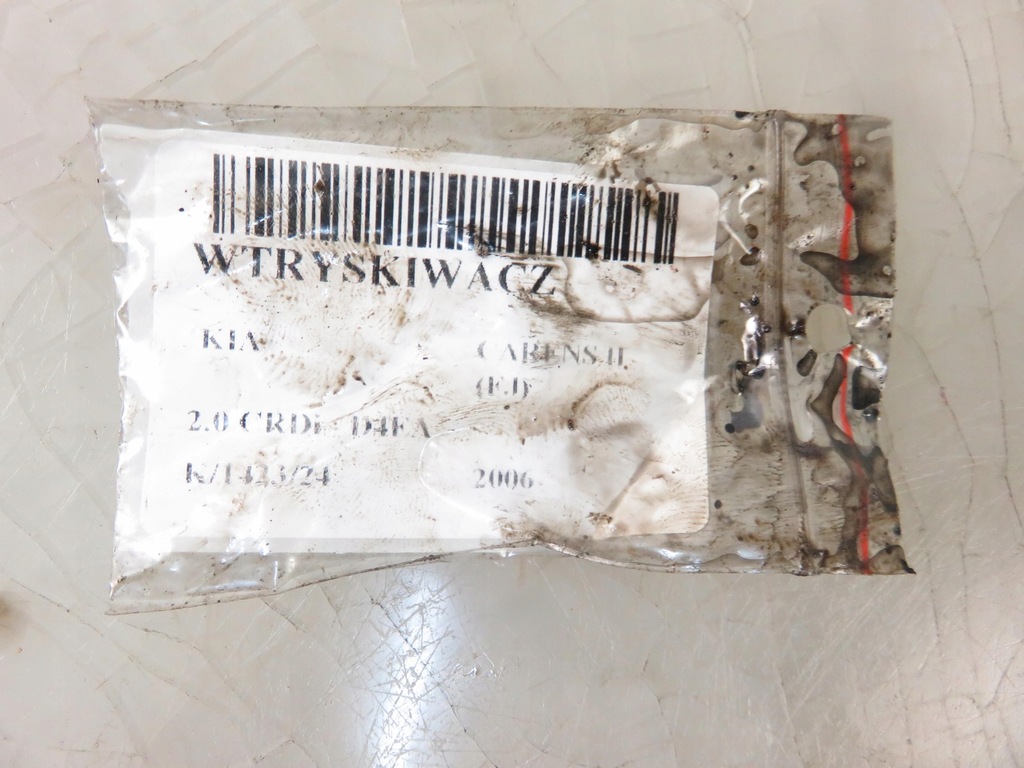 WTRYSKIWACZ
KIA CARENS II
(FJ)
2.0 CRDI D4EA
K/1423/24 2006